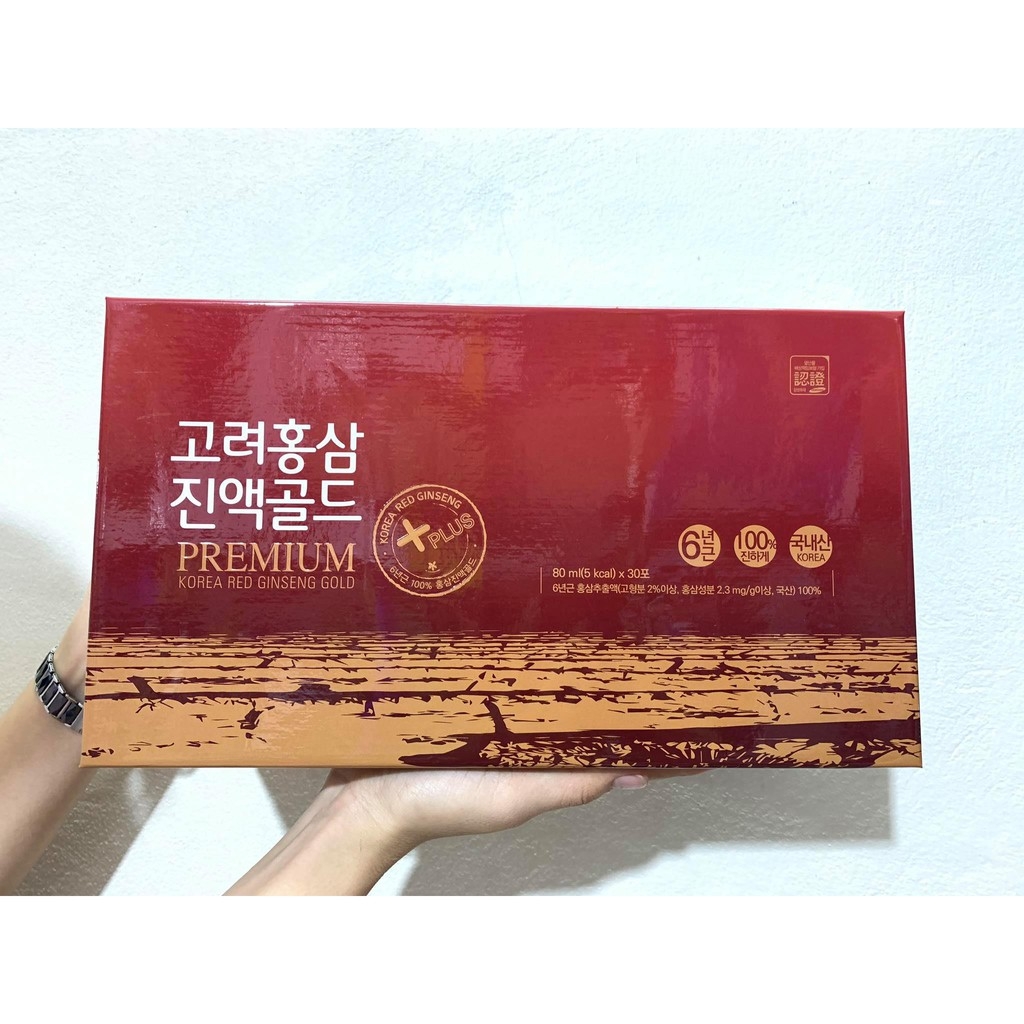 고려홍삼
진액골드
PREMIUM
KOREA RED GINSENG GOLD
KOREA RED GINSENG
PLUS
6년근 100% 홍삼진액골드
6년근
100%
진하게
국내산
KOREA
80 ml(5 kcal) x 30포
6년근 홍삼추출액(고형분 2%이상, 홍삼성분 2.3 mg/g이상, 국산) 100%